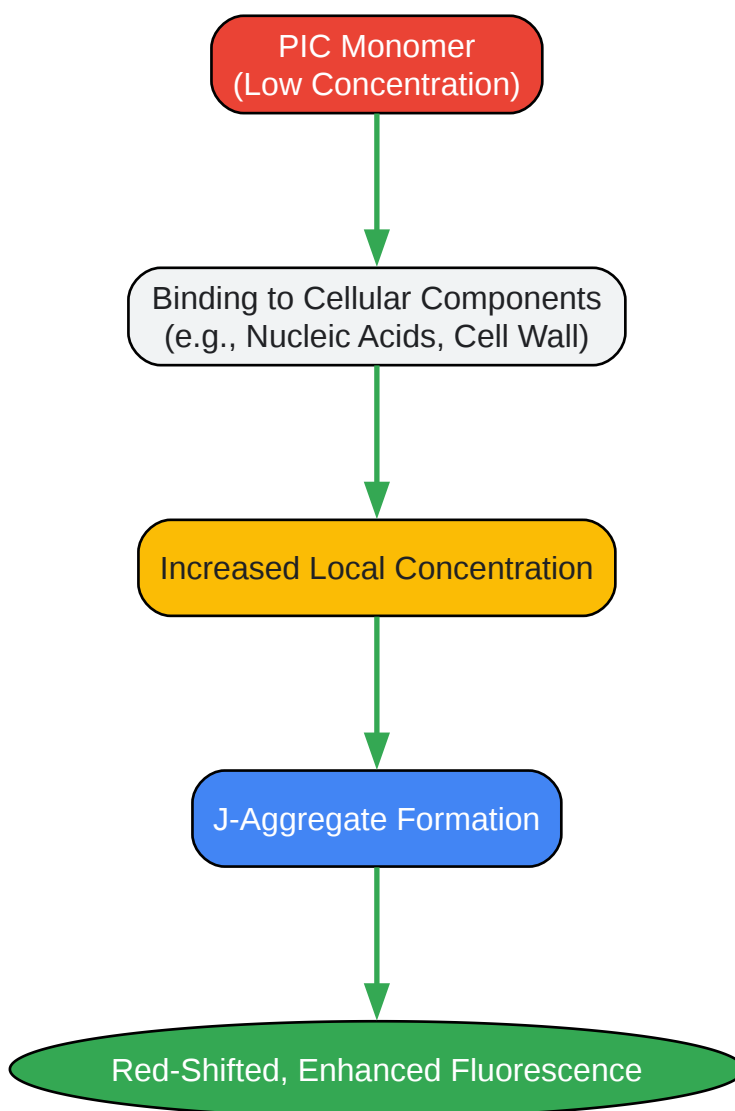 PIC Monomer
(Low Concentration)
Binding to Cellular Components
(e.g., Nucleic Acids, Cell Wall)
Increased Local Concentration
J-Aggregate Formation
Red-Shifted, Enhanced Fluorescence